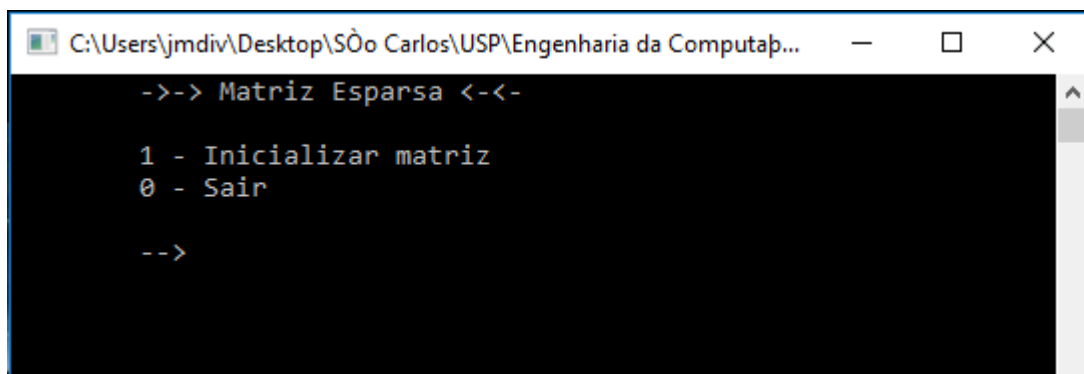 C:\Users\jmdiv\Desktop\SÒo Carlos\USP\Engenharia da Computaþ...
->-> Matriz Esparsa <-<-
1 - Inicializar matriz
0 - Sair
-->